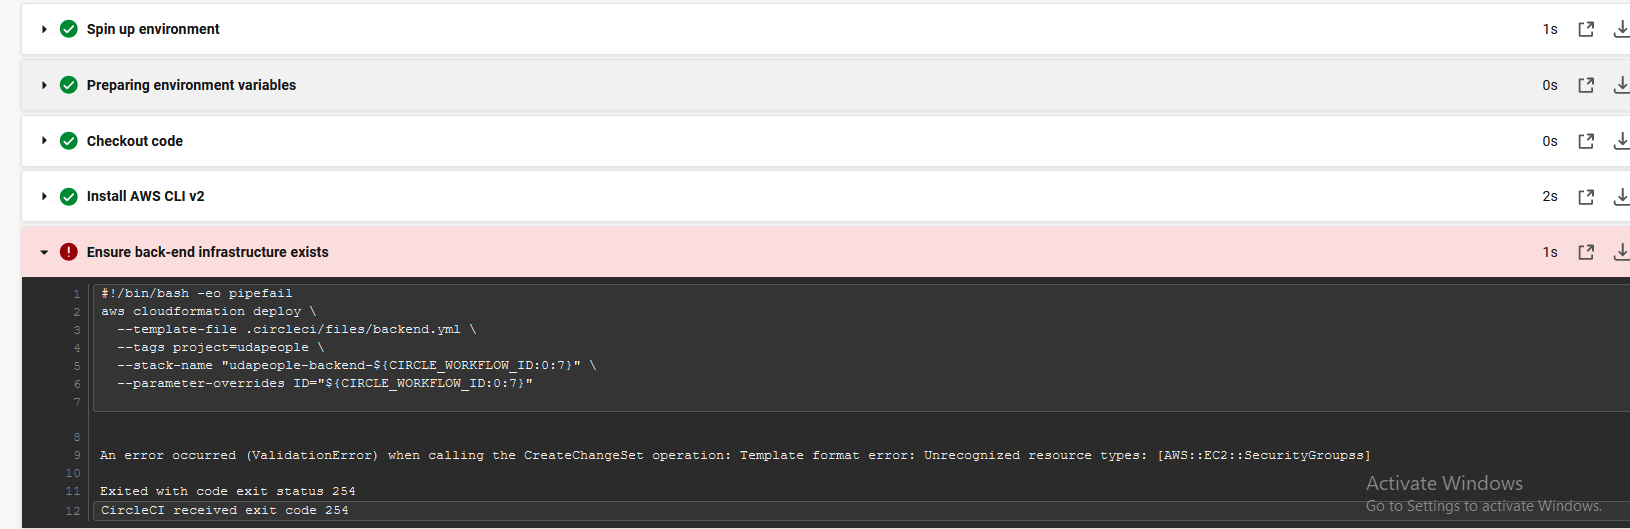 Spin up environment 1s
Preparing environment variables 0s
Checkout code 0s
Install AWS CLI v2 2s
Ensure back-end infrastructure exists 1s
1 #!/bin/bash -eo pipefail
2 aws cloudformation deploy \
3 --template-file .circleci/files/backend.yml \
4 --tags project=udapeople \
5 --stack-name "udapeople-backend-${CIRCLE_WORKFLOW_ID:0:7}" \
6 --parameter-overrides ID="${CIRCLE_WORKFLOW_ID:0:7}"
7
8
9 An error occurred (ValidationError) when calling the CreateChangeSet operation: Template format error: Unrecognized resource types: [AWS::EC2::SecurityGroupss]
10
11 Exited with code exit status 254
12 CircleCI received exit code 254
Activate Windows
Go to Settings to activate Windows.